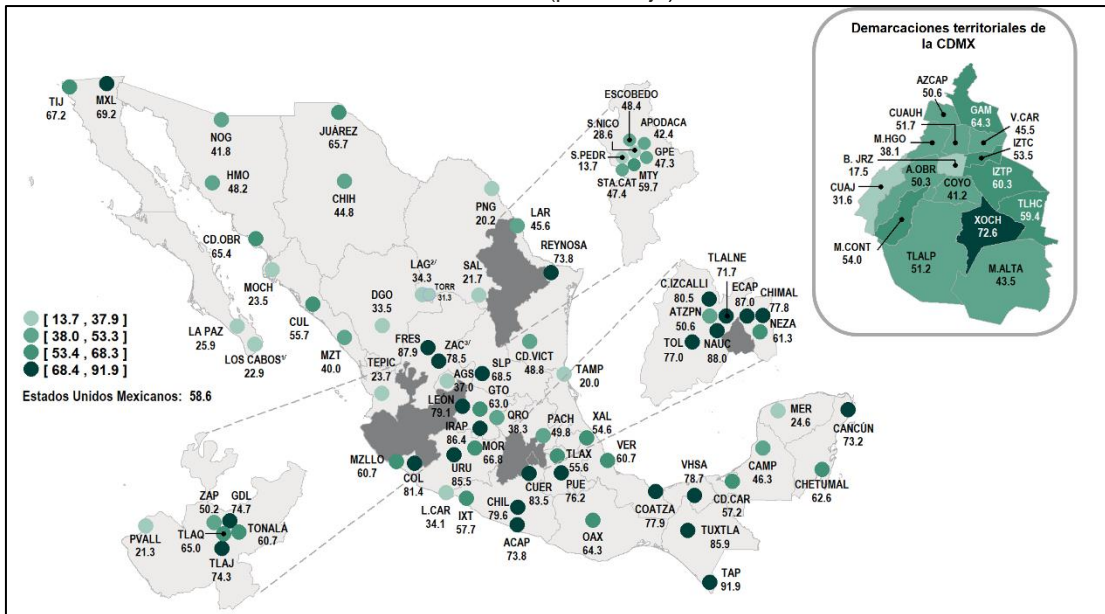 Demarcaciones territoriales de
la CDMX
AZCAP
50.6
GAM
64.3
CUAUH
51.7
V.CAR
45.5
M.HGO
38.1
IZTC
53.5
B. JRZ
17.5
A.OBR
50.3
COYO
41.2
IZTP
60.3
CUAJ
31.6
TLHC
59.4
XOCH
72.6
M.CONT
54.0
TLALP
51.2
M.ALTA
43.5
ESCOBEDO
48.4
S.NICO
28.6
APODACA
42.4
S.PEDR
13.7
GPE
47.3
MTY
59.7
STA.CAT
47.4
TIJ
67.2
MXL
69.2
NOG
41.8
JUÁREZ
65.7
HMO
48.2
CHIH
44.8
PNG
20.2
LAR
45.6
REYNOSA
73.8
CD.OBR
65.4
MOCH
23.5
LAG2/
34.3
TORR
31.3
SAL
21.7
DGO
33.5
LA PAZ
25.9
CUL
55.7
LOS CABOS1/
22.9
MZT
40.0
FRES
87.9
ZAC3/
78.5
SLP
68.5
CD.VICT
48.8
TAMP
20.0
TEPIC
23.7
AGS
37.0
GTO
63.0
LEON
79.1
QRO
38.3
IRAP
86.4
MOR
66.8
PACH
49.8
XAL
54.6
TLAX
55.6
VER
60.7
MZLLO
60.7
COL
81.4
URU
85.5
CUER
83.5
PUE
76.2
L.CAR
34.1
IXT
57.7
CHIL
79.6
ACAP
73.8
OAX
64.3
COATZA
77.9
VHSA
78.7
CD.CAR
57.2
CAMP
46.3
MER
24.6
CANCÚN
73.2
CHETUMAL
62.6
TUXTLA
85.9
TAP
91.9
TLALNE
71.7
C.IZCALLI
80.5
ECAP
87.0
CHIMAL
77.8
ATZPN
50.6
NEZA
61.3
TOL
77.0
NAUC
88.0
[ 13.7 , 37.9 ]
[ 38.0 , 53.3 ]
[ 53.4 , 68.3 ]
[ 68.4 , 91.9 ]
Estados Unidos Mexicanos: 58.6
ZAP
50.2
GDL
74.7
PVALL
21.3
TLAQ
65.0
TONALÁ
60.7
TLAJ
74.3